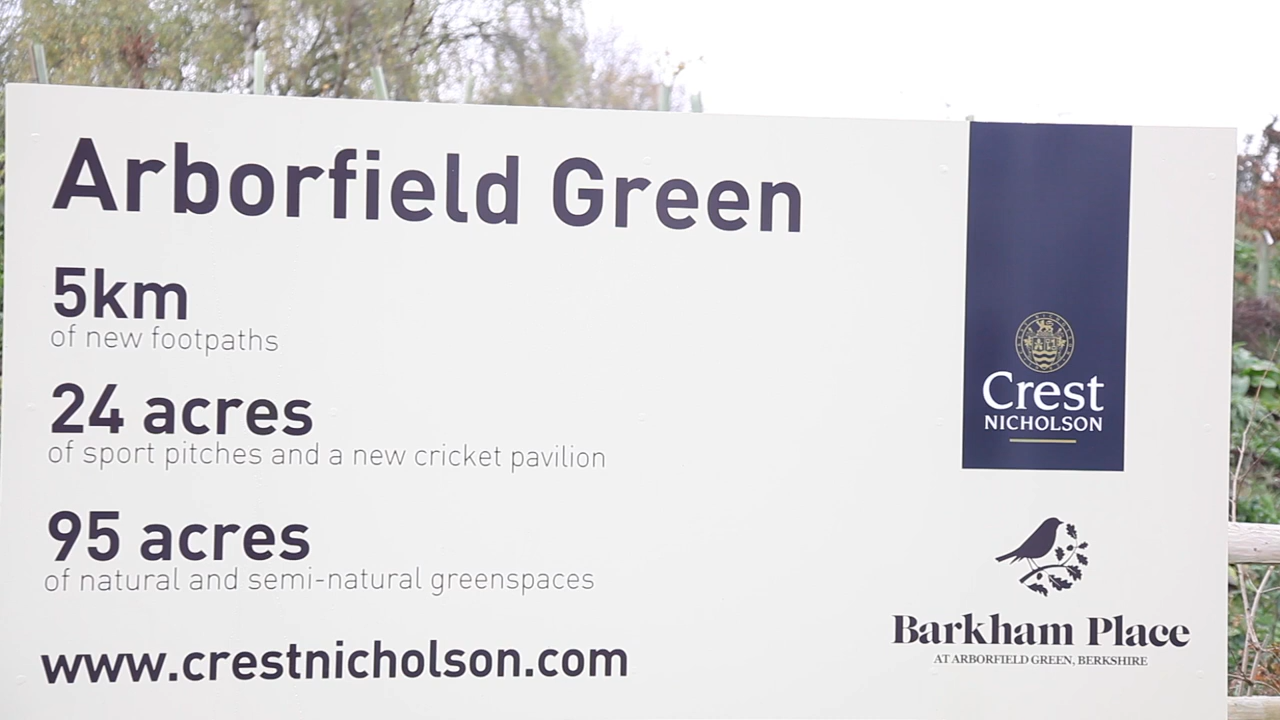 Arborfield Green
5km
of new footpaths
24 acres
of sport pitches and a new cricket pavilion
95 acres
of natural and semi-natural greenspaces
www.crestnicholson.com
Crest
NICHOLSON
Barkham Place
AT ARBORFIELD GREEN, BERKSHIRE